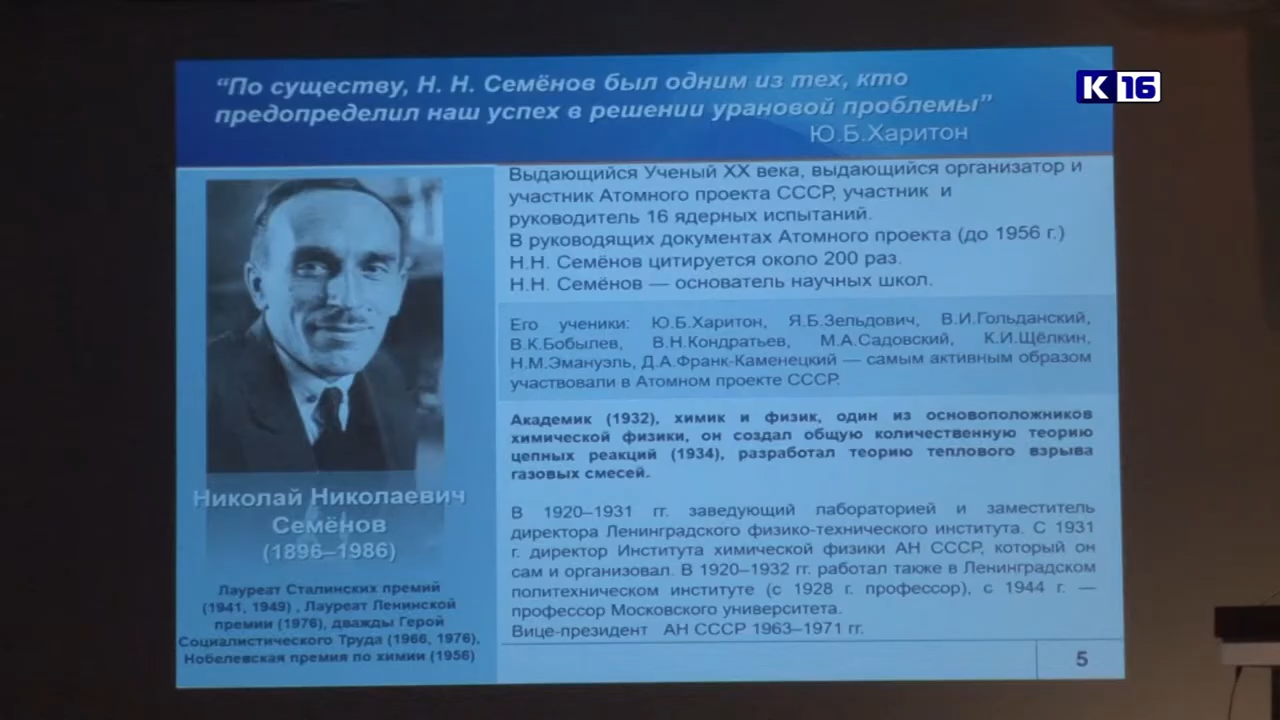 К 16
“По существу, Н. Н. Семёнов был одним из тех, кто
предопределил наш успех в решении урановой проблемы”
Ю.Б.Харитон
Выдающийся Ученый XX века, выдающийся организатор и
участник Атомного проекта СССР, участник и
руководитель 16 ядерных испытаний.
В руководящих документах Атомного проекта (до 1956 г.)
Н.Н. Семёнов цитируется около 200 раз.
Н.Н. Семёнов — основатель научных школ.
Его ученики: Ю.Б.Харитон, Я.Б.Зельдович, В.И.Гольданский,
В.К.Бобылев, В.Н.Кондратьев, М.А.Садовский, К.И.Щёлкин,
Н.М.Эмануэль, Д.А.Франк-Каменецкий — самым активным образом
участвовали в Атомном проекте СССР.
Академик (1932), химик и физик, один из основоположников
химической физики, он создал общую количественную теорию
цепных реакций (1934), разработал теорию теплового взрыва
газовых смесей.
В 1920–1931 гг. заведующий лабораторией и заместитель
директора Ленинградского физико-технического института. С 1931
г. директор Института химической физики АН СССР, который он
сам и организовал. В 1920–1932 гг. работал также в Ленинградском
политехническом институте (с 1928 г. профессор), с 1944 г. —
профессор Московского университета.
Вице-президент АН СССР 1963–1971 гг.
Николай Николаевич
Семёнов
(1896–1986)
Лауреат Сталинских премий
(1941, 1949) , Лауреат Ленинской
премии (1976), дважды Герой
Социалистического Труда (1966, 1976),
Нобелевская премия по химии (1956)
5